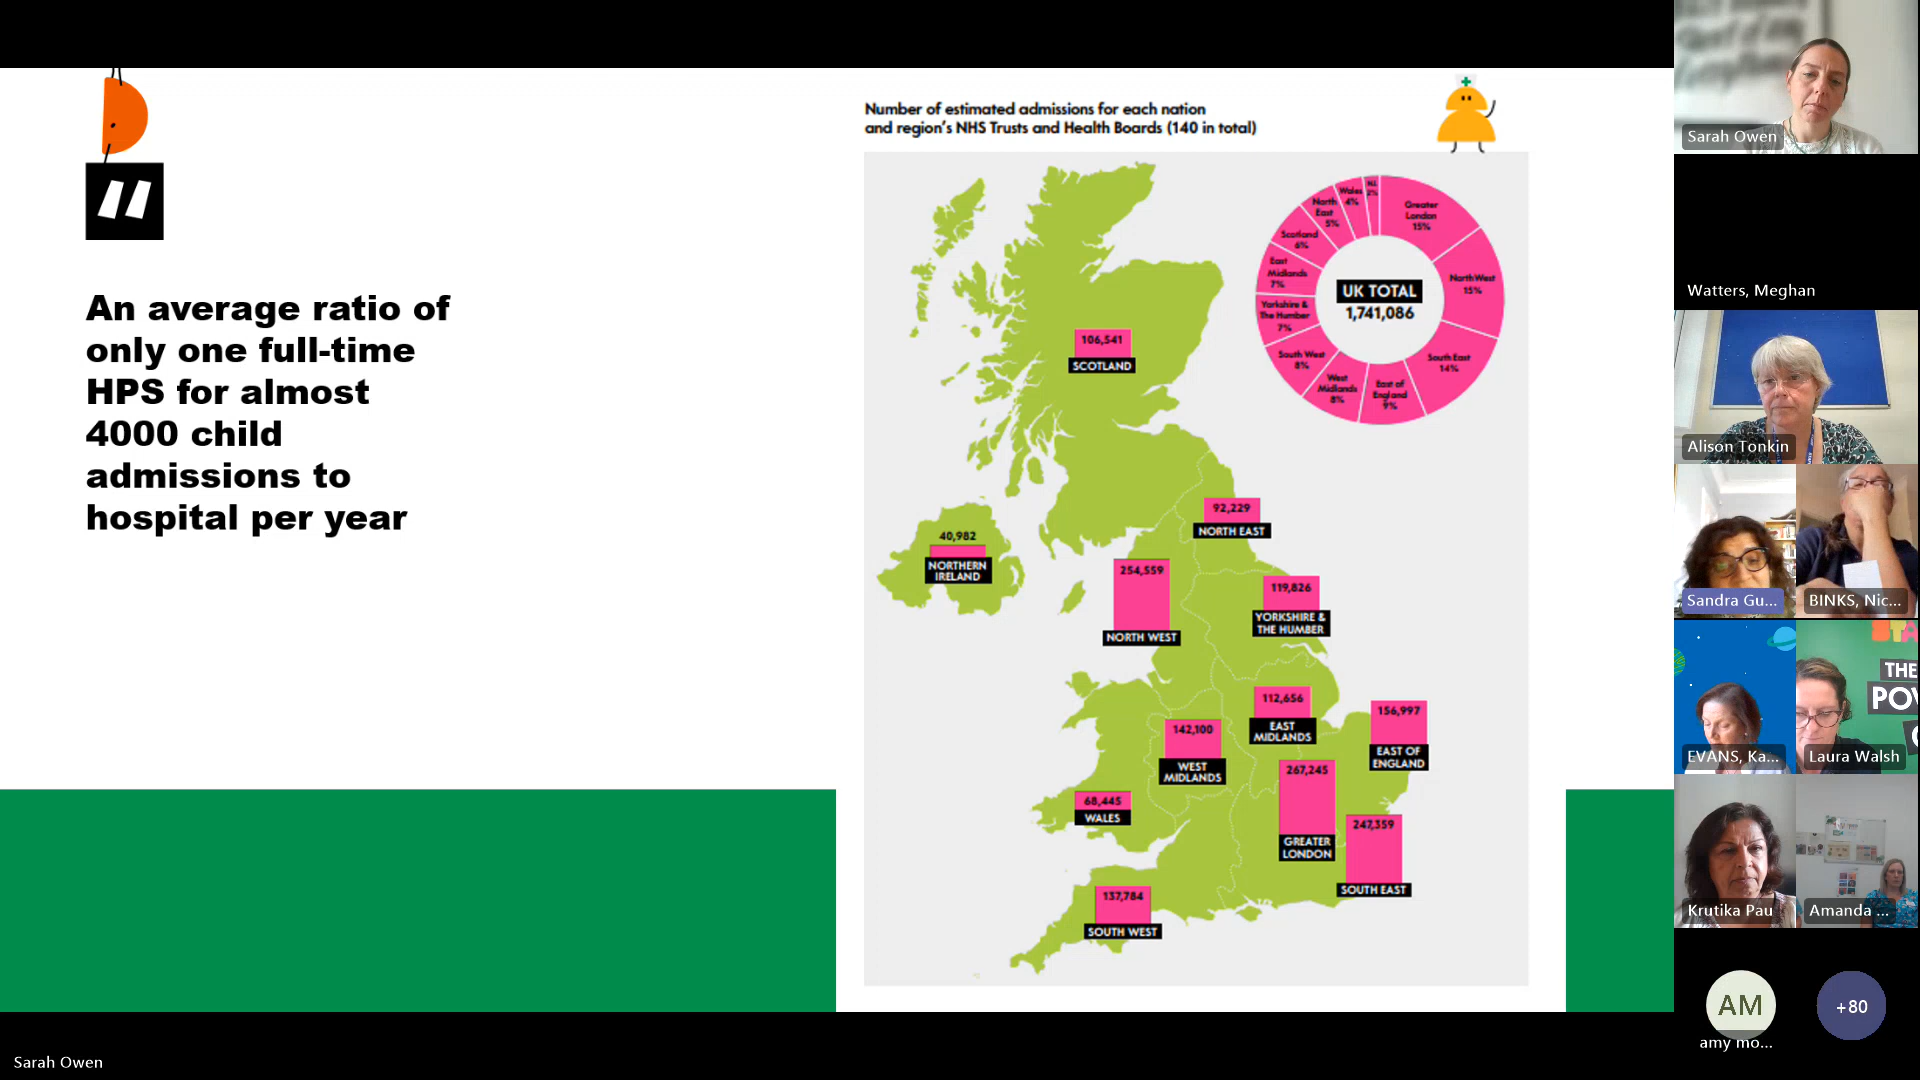 An average ratio of
only one full-time
HPS for almost
4000 child
admissions to
hospital per year
Number of estimated admissions for each nation
and region's NHS Trusts and Health Boards (140 in total)
Greater
London
15%
North West
15%
South East
14%
East of
England
9%
West
Midlands
8%
South West
8%
Yorkshire &
The Humber
7%
East
Midlands
7%
Scotland
6%
North
East
5%
Wales
4%
N.I.
2%
UK TOTAL
1,741,086
106,541
SCOTLAND
92,229
NORTH EAST
40,982
NORTHERN
IRELAND
254,559
NORTH WEST
119,826
YORKSHIRE &
THE HUMBER
112,656
EAST
MIDLANDS
156,997
EAST OF
ENGLAND
142,100
WEST
MIDLANDS
68,445
WALES
267,245
GREATER
LONDON
247,359
SOUTH EAST
137,784
SOUTH WEST
Sarah Owen
Watters, Meghan
Alison Tonkin
Sandra Gu...
BINKS, Nic...
EVANS, Ka...
THE
POW
Laura Walsh
Krutika Pau
Amanda ...
AM
amy mo...
+80
Sarah Owen